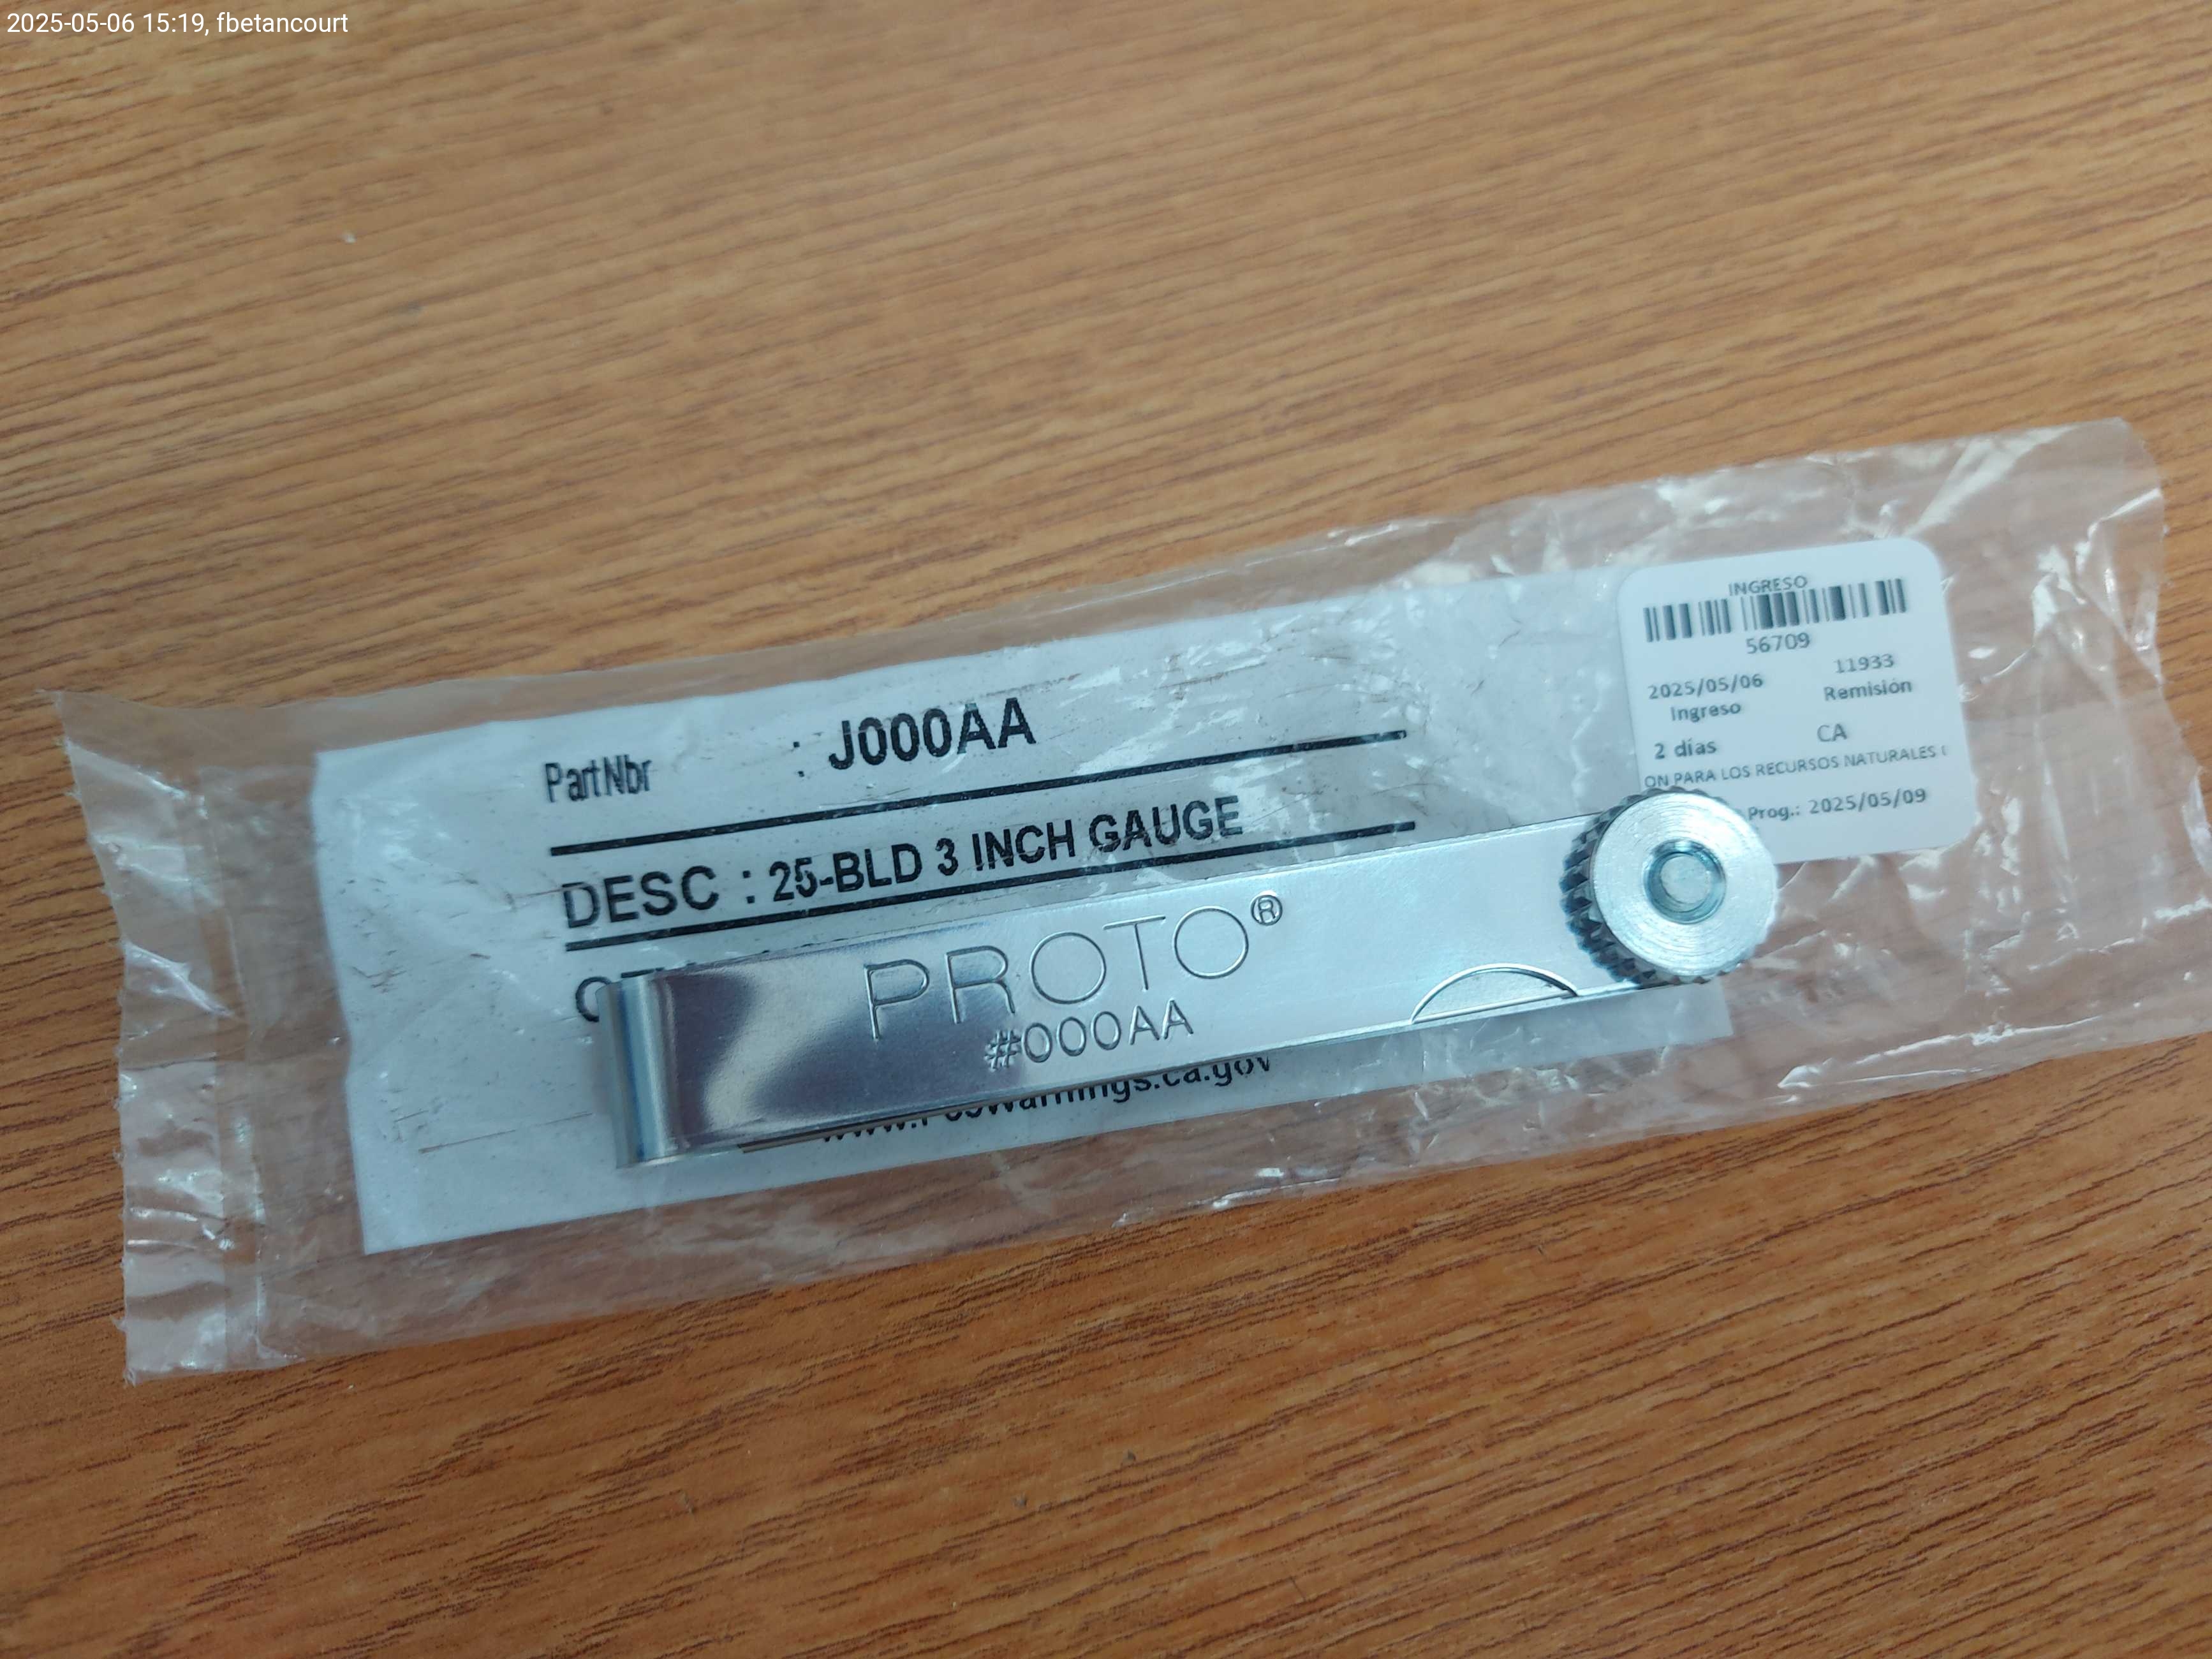 2025-05-06 15:19, fbetancourt
INGRESO
56709
2025/05/06 11933
Ingreso Remisión
2 días CA
ON PARA LOS RECURSOS NATURALES
Prog.: 2025/05/09
PartNbr : J000AA
DESC : 25-BLD 3 INCH GAUGE
PROTO®
#000AA